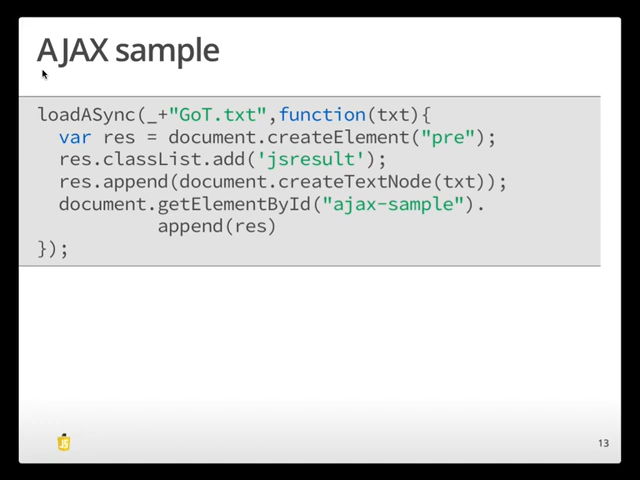 AJAX sample
loadASync(_+"GoT.txt",function(txt){
  var res = document.createElement("pre");
  res.classList.add('jsresult');
  res.append(document.createTextNode(txt));
  document.getElementById("ajax-sample").
           append(res)
});
JS
13